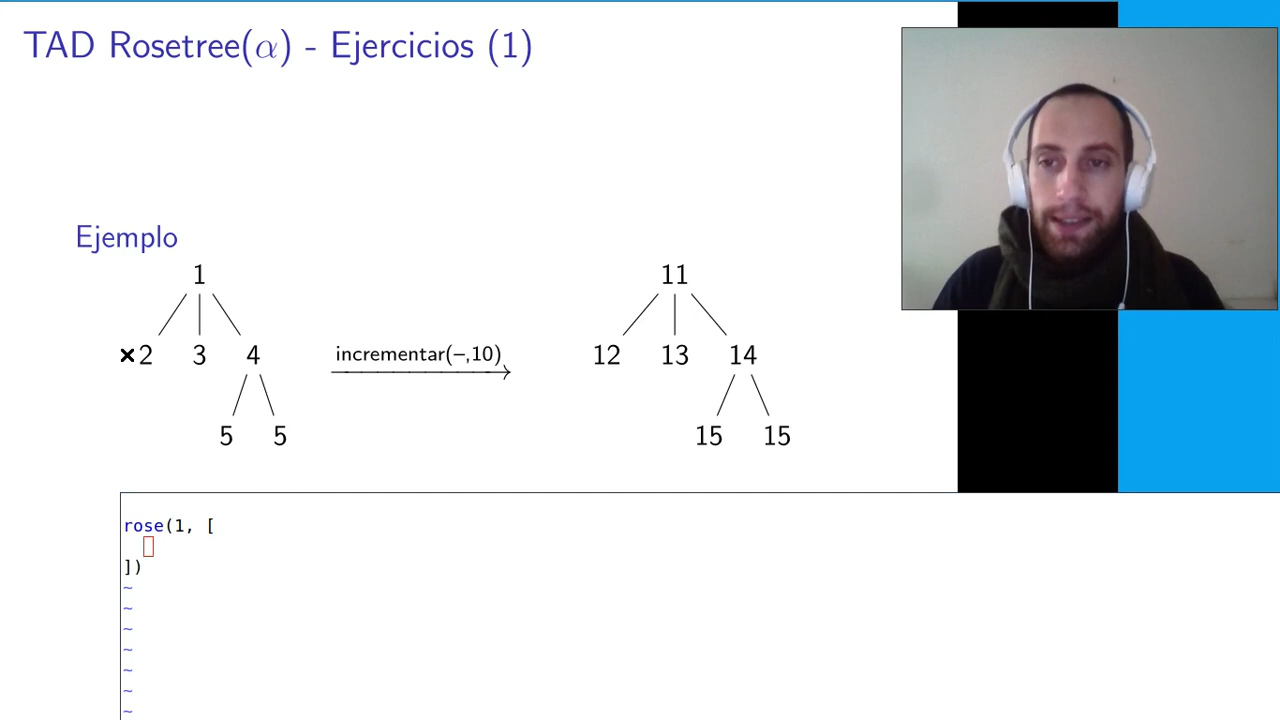 TAD Rosetree(α) - Ejercicios (1)
Ejemplo
1
2 3 4
5 5
incrementar(−,10)
11
12 13 14
15 15
rose(1, [
])
~
~
~
~
~
~
~